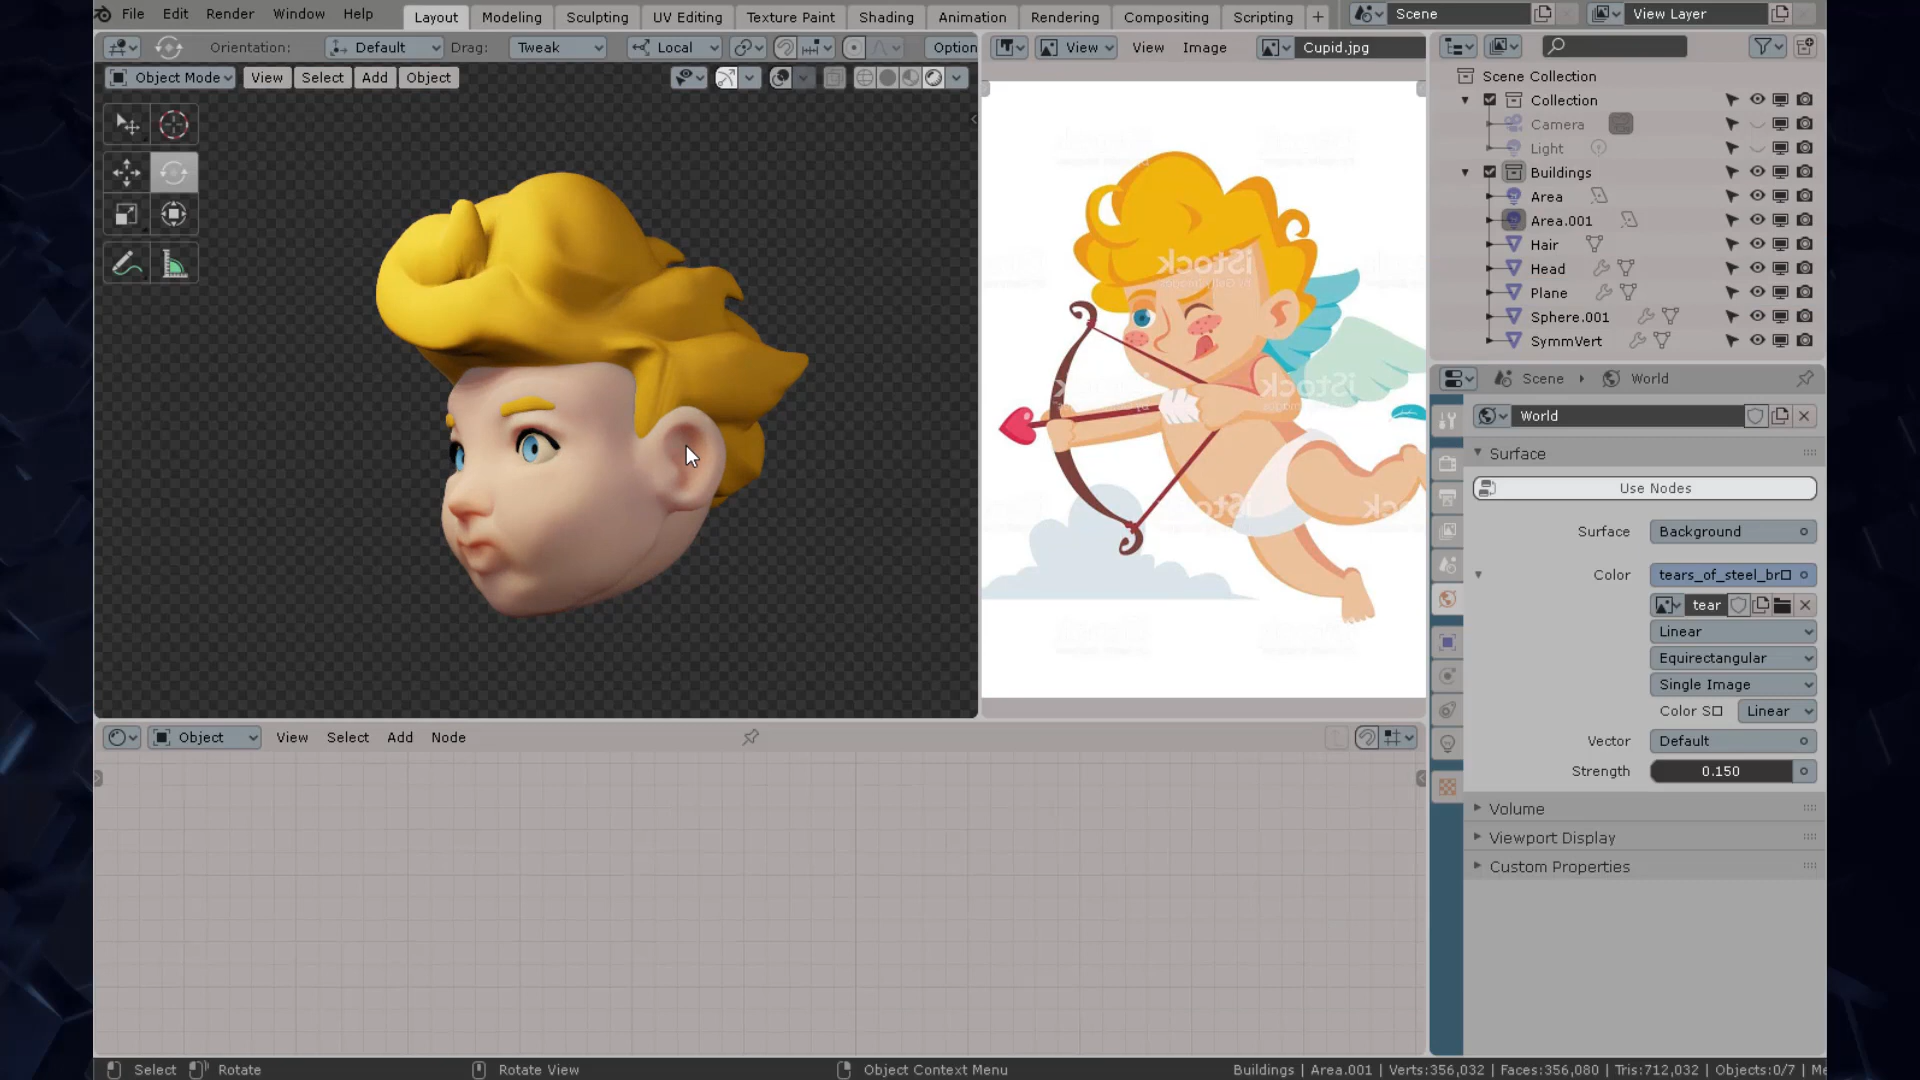 File Edit Render Window Help Layout Modeling Sculpting UV Editing Texture Paint Shading Animation Rendering Compositing Scripting + Scene View Layer
Orientation: Default Drag: Tweak Local Option View View Image Cupid.jpg
Object Mode View Select Add Object
Scene Collection
Collection
Camera
Light
Buildings
Area
Area.001
Hair
Head
Plane
Sphere.001
SymmVert
iStock
iStock
iStock
Scene World
World
Surface
Use Nodes
Surface Background
Color tears_of_steel_br
tear
Linear
Equirectangular
Single Image
Color S Linear
Vector Default
Strength 0.150
Volume
Viewport Display
Custom Properties
Object View Select Add Node
Select Rotate Rotate View Object Context Menu Buildings | Area.001 | Verts:356,032 | Faces:356,080 | Tris:712,032 | Objects:0/7 | Me